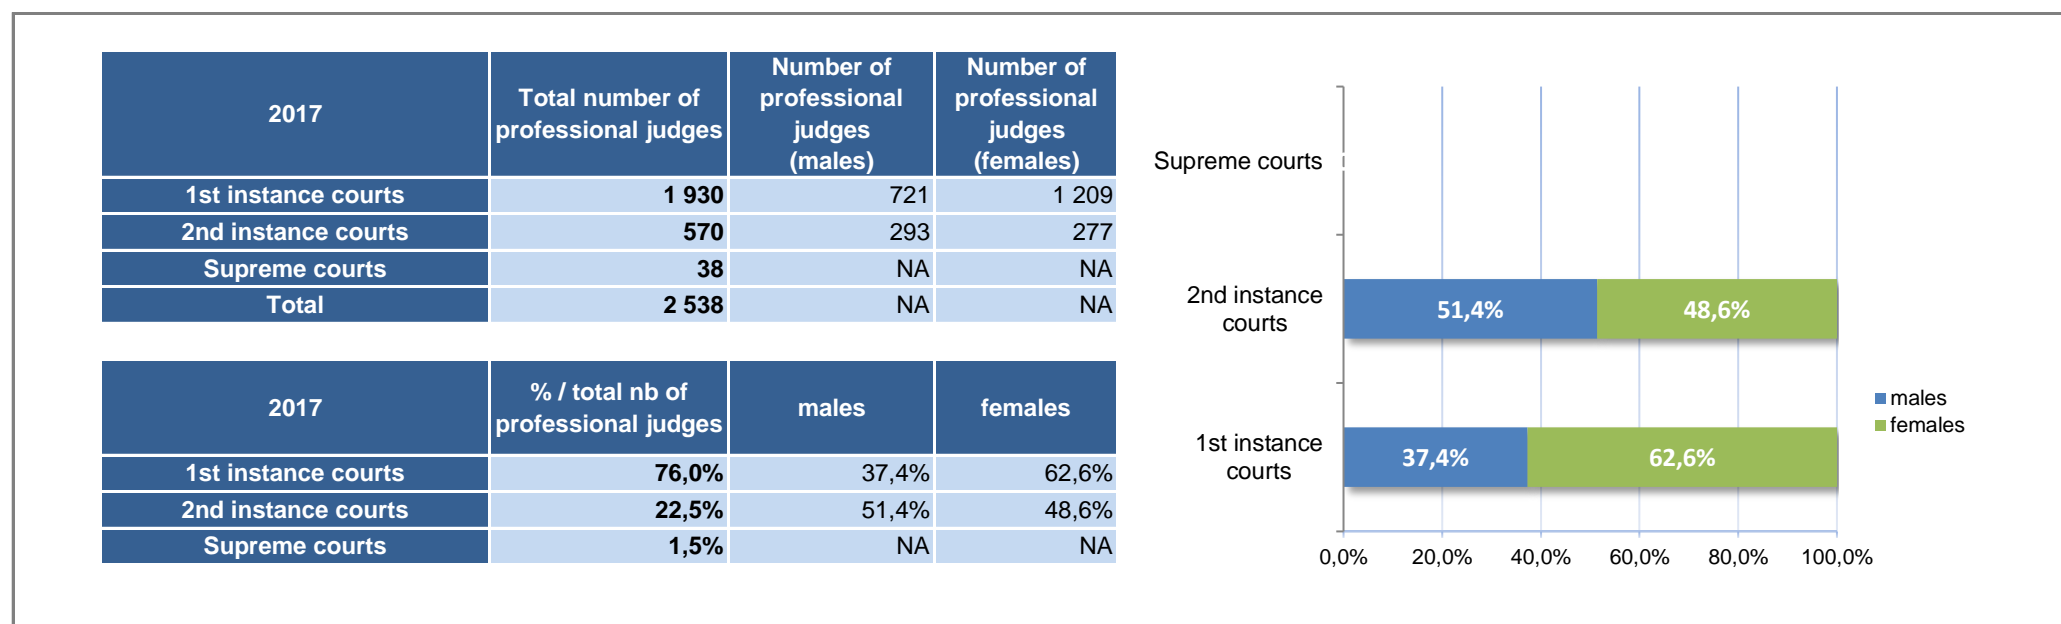 2017
Total number of
professional judges
Number of
professional
judges
(males)
Number of
professional
judges
(females)
1st instance courts 1 930 721 1 209
2nd instance courts 570 293 277
Supreme courts 38 NA NA
Total 2 538 NA NA
2017
% / total nb of
professional judges
males
females
1st instance courts 76,0% 37,4% 62,6%
2nd instance courts 22,5% 51,4% 48,6%
Supreme courts 1,5% NA NA
Supreme courts
2nd instance
courts
51,4% 48,6%
1st instance
courts
37,4% 62,6%
0,0% 20,0% 40,0% 60,0% 80,0% 100,0%
males
females